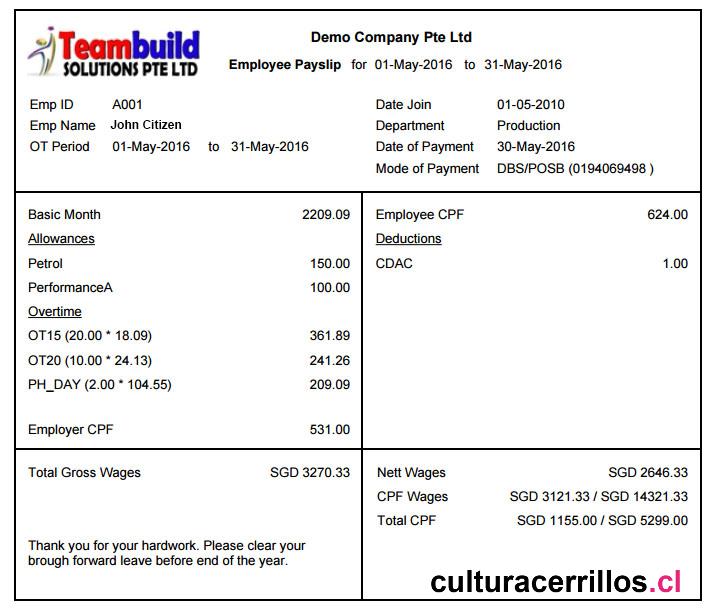 Teambuild
SOLUTIONS PTE LTD
Demo Company Pte Ltd
Employee Payslip for 01-May-2016 to 31-May-2016
Emp ID A001
Emp Name John Citizen
OT Period 01-May-2016 to 31-May-2016
Date Join 01-05-2010
Department Production
Date of Payment 30-May-2016
Mode of Payment DBS/POSB (0194069498 )
Basic Month 2209.09
Allowances
Petrol 150.00
PerformanceA 100.00
Overtime
OT15 (20.00 * 18.09) 361.89
OT20 (10.00 * 24.13) 241.26
PH_DAY (2.00 * 104.55) 209.09
Employer CPF 531.00
Employee CPF 624.00
Deductions
CDAC 1.00
Total Gross Wages SGD 3270.33
Thank you for your hardwork. Please clear your
brough forward leave before end of the year.
Nett Wages SGD 2646.33
CPF Wages SGD 3121.33 / SGD 14321.33
Total CPF SGD 1155.00 / SGD 5299.00
culturacerrillos.cl